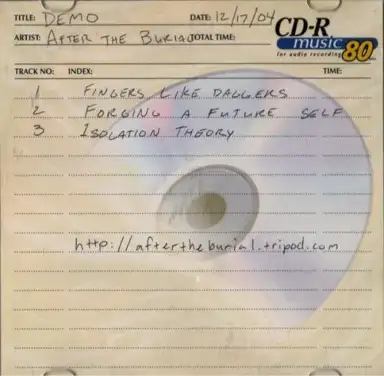 TITLE: DEMO DATE: 12/17/04
ARTIST: AFTER THE BURIAL TOTAL TIME:
CD-R
music 80
for audio recording
TRACK NO: INDEX: TIME:
1 FINGERS LIKE DAGGERS
2 FORGING A FUTURE SELF
3 ISOLATION THEORY
http://aftertheburial.tripod.com